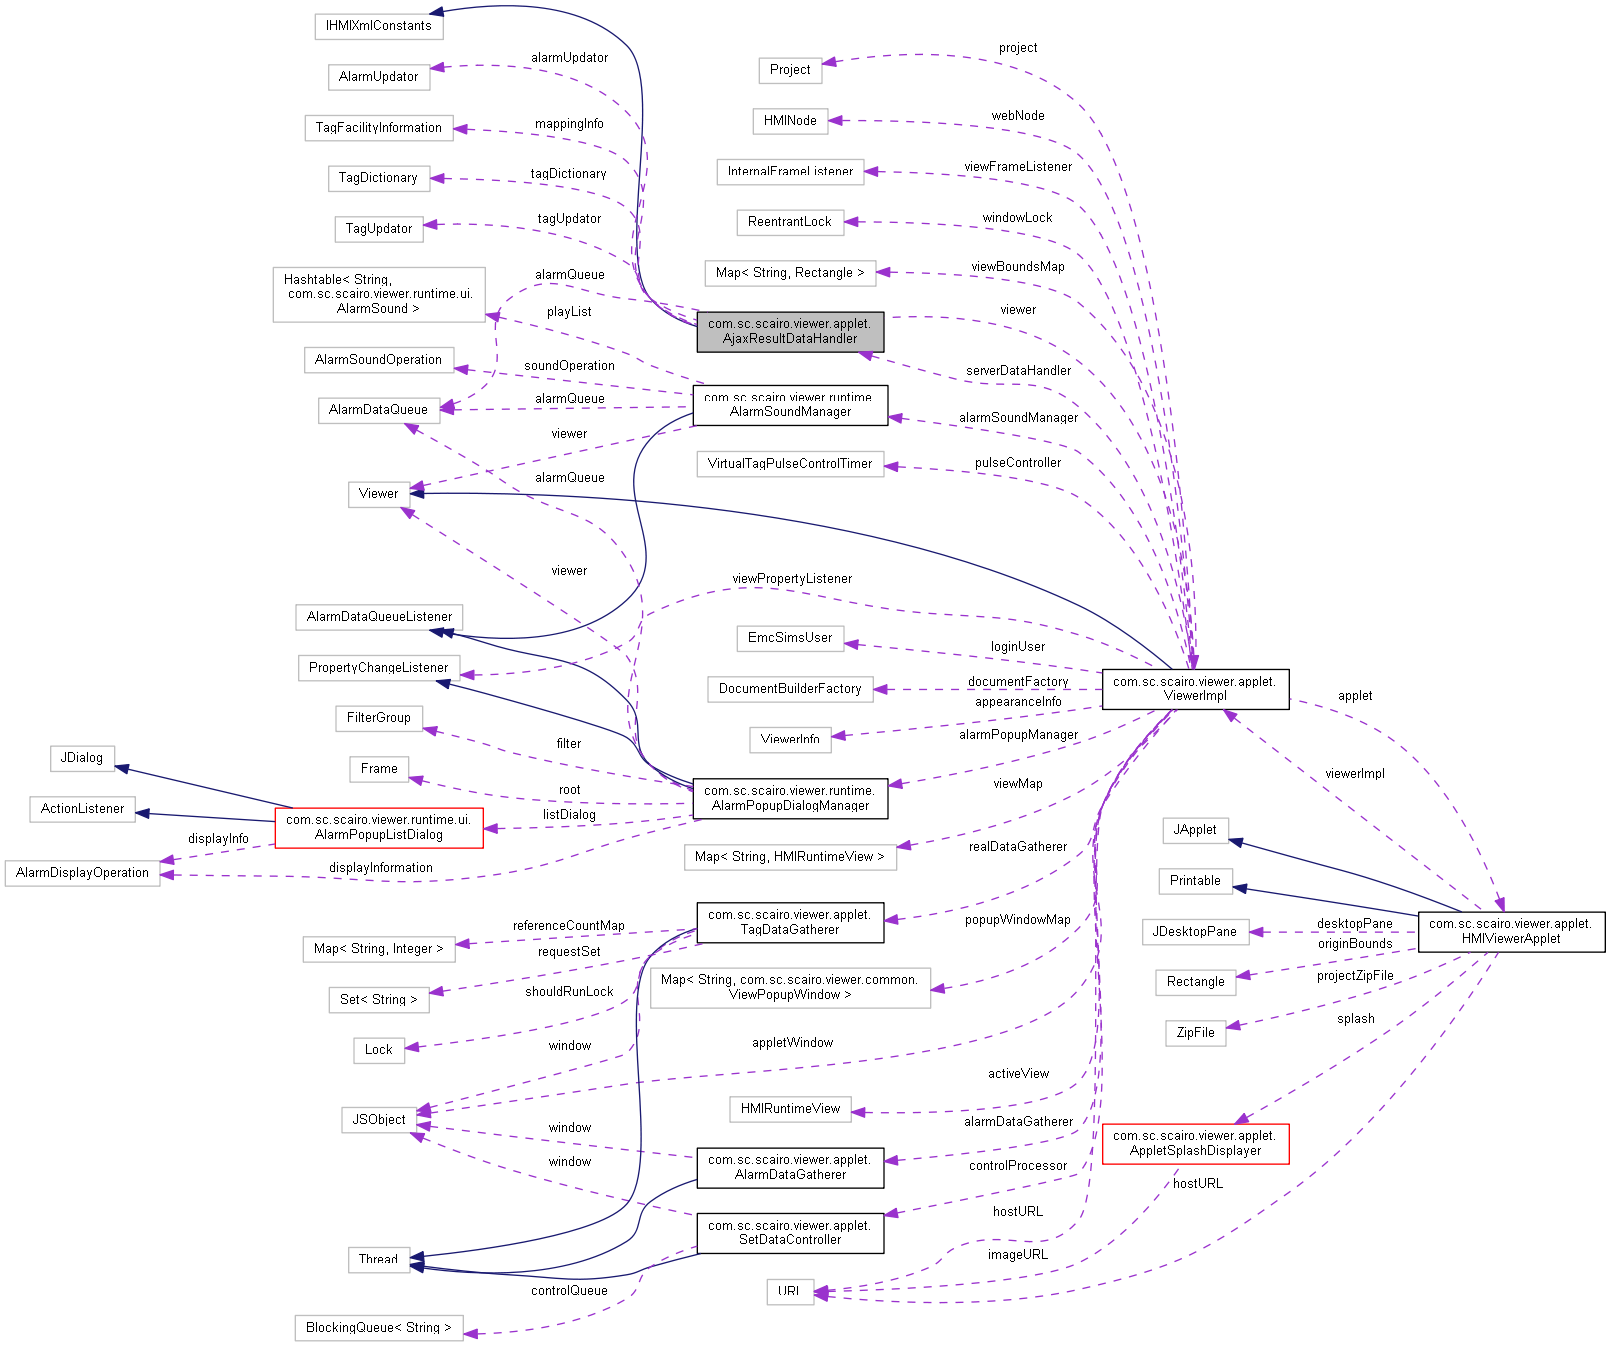 IHMIXmlConstants
project
alarmUpdator
Project
AlarmUpdator
HMINode
webNode
TagFacilityInformation
mappingInfo
InternalFrameListener
viewFrameListener
TagDictionary
tagDictionary
ReentrantLock
windowLock
TagUpdator
tagUpdator
Map< String, Rectangle >
viewBoundsMap
Hashtable< String,
com.sc.scairo.viewer.runtime.ui.
AlarmSound >
alarmQueue
playList
com.sc.scairo.viewer.applet.
AjaxResultDataHandler
viewer
AlarmSoundOperation
soundOperation
serverDataHandler
AlarmDataQueue
alarmQueue
com.sc.scairo.viewer.runtime.
AlarmSoundManager
alarmSoundManager
viewer
VirtualTagPulseControlTimer
pulseController
alarmQueue
Viewer
viewer
viewPropertyListener
AlarmDataQueueListener
EmcSimsUser
loginUser
PropertyChangeListener
DocumentBuilderFactory
documentFactory
com.sc.scairo.viewer.applet.
ViewerImpl
applet
appearanceInfo
FilterGroup
filter
ViewerInfo
alarmPopupManager
JDialog
Frame
root
com.sc.scairo.viewer.runtime.
AlarmPopupDialogManager
viewMap
viewerImpl
ActionListener
com.sc.scairo.viewer.runtime.ui.
AlarmPopupListDialog
listDialog
JApplet
displayInfo
AlarmDisplayOperation
displayInformation
Map< String, HMIRuntimeView >
realDataGatherer
Printable
com.sc.scairo.viewer.applet.
TagDataGatherer
referenceCountMap
Map< String, Integer >
popupWindowMap
JDesktopPane
desktopPane
com.sc.scairo.viewer.applet.
HMIViewerApplet
originBounds
requestSet
Set< String >
shouldRunLock
Map< String, com.sc.scairo.viewer.common.
ViewPopupWindow >
Rectangle
projectZipFile
Lock
window
appletWindow
ZipFile
splash
activeView
JSObject
HMIRuntimeView
window
alarmDataGatherer
com.sc.scairo.viewer.applet.
AppletSplashDisplayer
window
com.sc.scairo.viewer.applet.
AlarmDataGatherer
controlProcessor
hostURL
com.sc.scairo.viewer.applet.
SetDataController
hostURL
Thread
imageURL
controlQueue
URL
BlockingQueue< String >